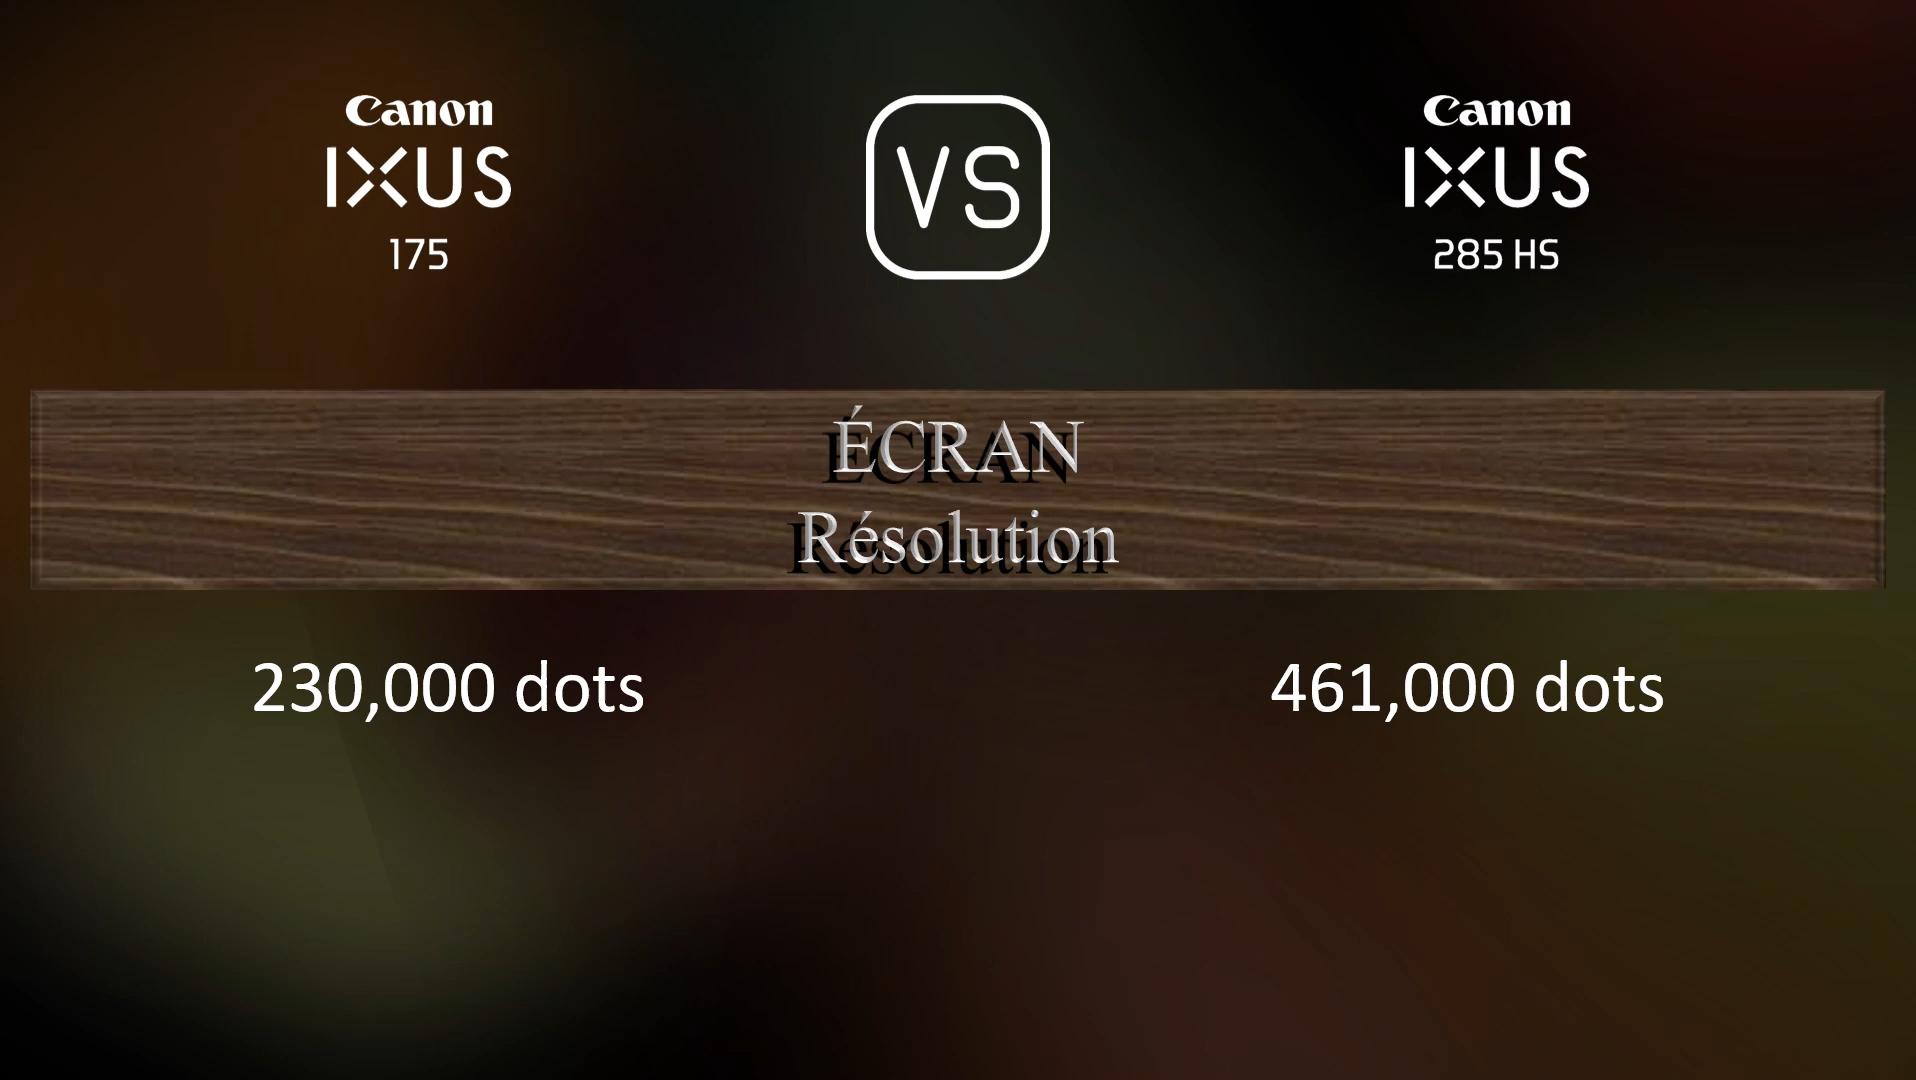 Canon
IXUS
175
VS
Canon
IXUS
285 HS
ÉCRAN
Résolution
230,000 dots
461,000 dots